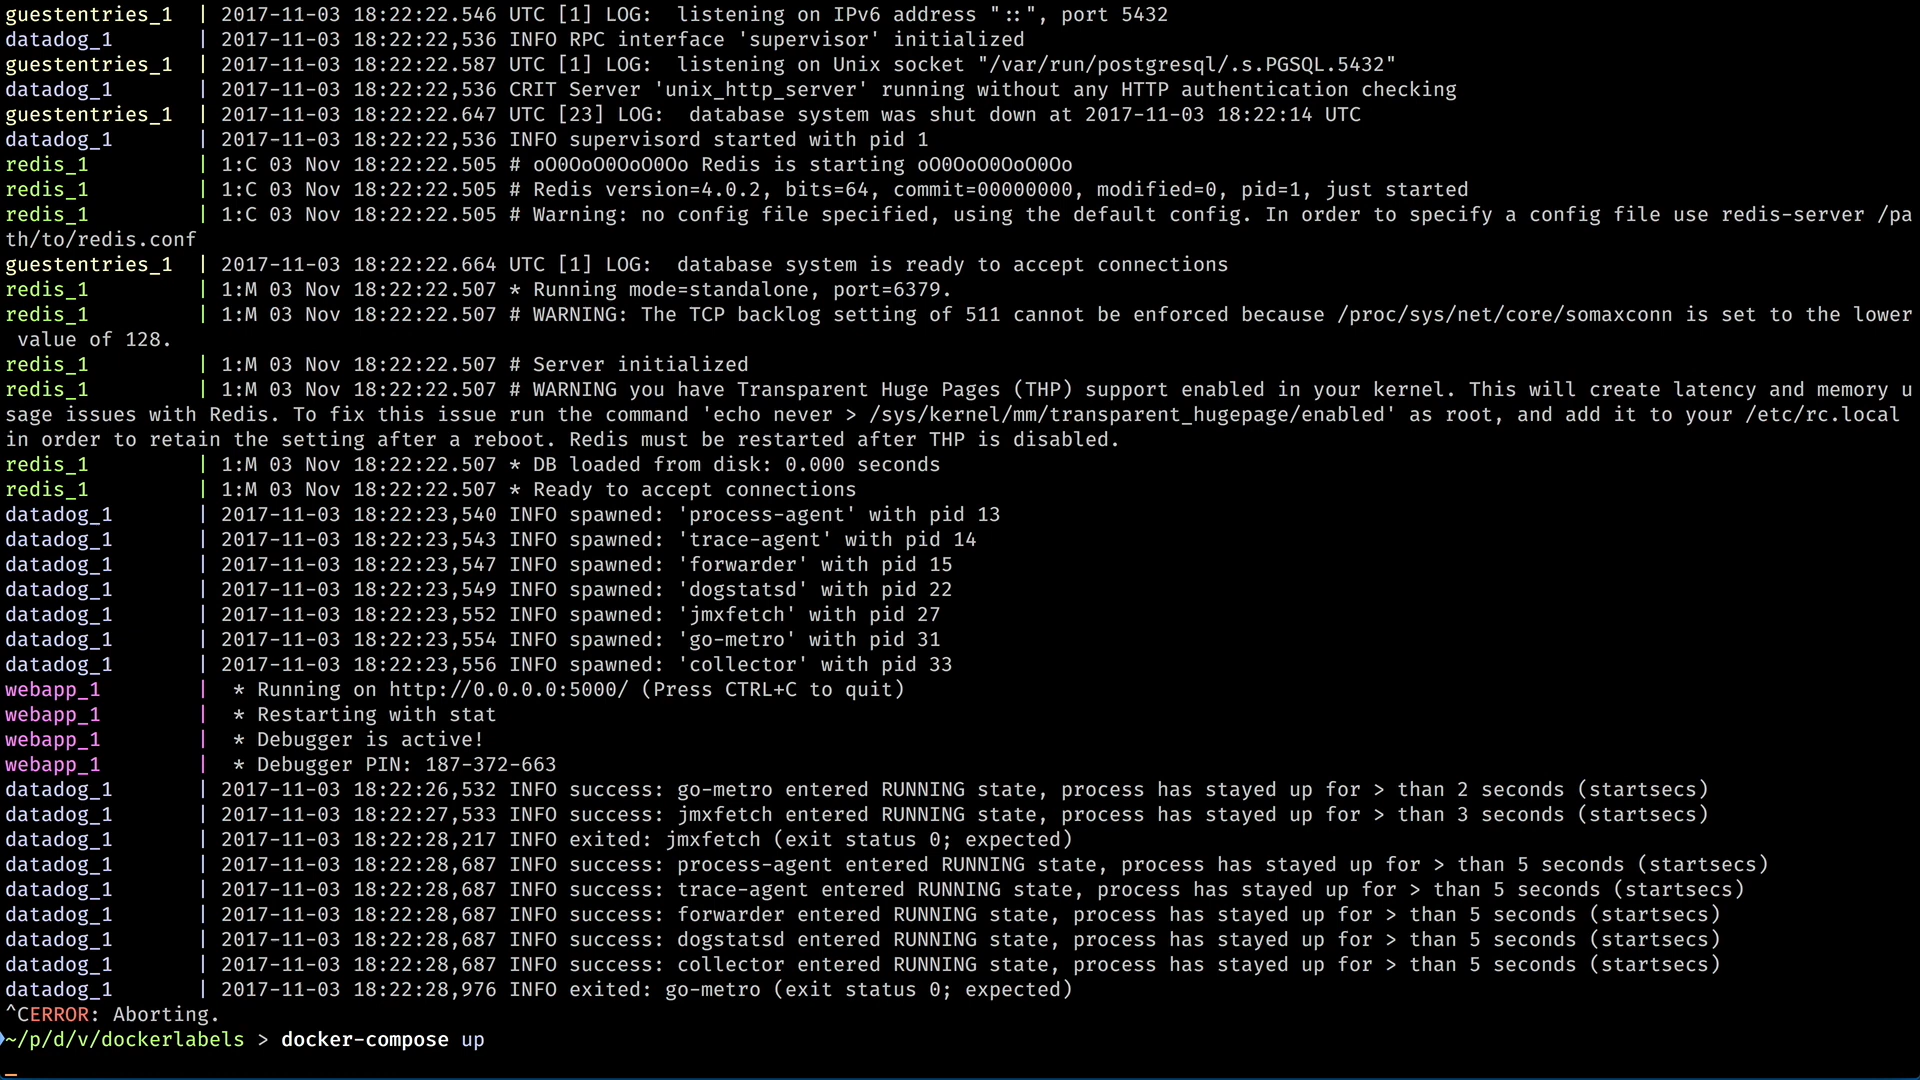 guestentries_1  | 2017-11-03 18:22:22.546 UTC [1] LOG:  listening on IPv6 address "::", port 5432
datadog_1       | 2017-11-03 18:22:22,536 INFO RPC interface 'supervisor' initialized
guestentries_1  | 2017-11-03 18:22:22.587 UTC [1] LOG:  listening on Unix socket "/var/run/postgresql/.s.PGSQL.5432"
datadog_1       | 2017-11-03 18:22:22,536 CRIT Server 'unix_http_server' running without any HTTP authentication checking
guestentries_1  | 2017-11-03 18:22:22.647 UTC [23] LOG:  database system was shut down at 2017-11-03 18:22:14 UTC
datadog_1       | 2017-11-03 18:22:22,536 INFO supervisord started with pid 1
redis_1         | 1:C 03 Nov 18:22:22.505 # oO0OoO0OoO0Oo Redis is starting oO0OoO0OoO0Oo
redis_1         | 1:C 03 Nov 18:22:22.505 # Redis version=4.0.2, bits=64, commit=00000000, modified=0, pid=1, just started
redis_1         | 1:C 03 Nov 18:22:22.505 # Warning: no config file specified, using the default config. In order to specify a config file use redis-server /pa
th/to/redis.conf
guestentries_1  | 2017-11-03 18:22:22.664 UTC [1] LOG:  database system is ready to accept connections
redis_1         | 1:M 03 Nov 18:22:22.507 * Running mode=standalone, port=6379.
redis_1         | 1:M 03 Nov 18:22:22.507 # WARNING: The TCP backlog setting of 511 cannot be enforced because /proc/sys/net/core/somaxconn is set to the lower
 value of 128.
redis_1         | 1:M 03 Nov 18:22:22.507 # Server initialized
redis_1         | 1:M 03 Nov 18:22:22.507 # WARNING you have Transparent Huge Pages (THP) support enabled in your kernel. This will create latency and memory u
sage issues with Redis. To fix this issue run the command 'echo never > /sys/kernel/mm/transparent_hugepage/enabled' as root, and add it to your /etc/rc.local
in order to retain the setting after a reboot. Redis must be restarted after THP is disabled.
redis_1         | 1:M 03 Nov 18:22:22.507 * DB loaded from disk: 0.000 seconds
redis_1         | 1:M 03 Nov 18:22:22.507 * Ready to accept connections
datadog_1       | 2017-11-03 18:22:23,540 INFO spawned: 'process-agent' with pid 13
datadog_1       | 2017-11-03 18:22:23,543 INFO spawned: 'trace-agent' with pid 14
datadog_1       | 2017-11-03 18:22:23,547 INFO spawned: 'forwarder' with pid 15
datadog_1       | 2017-11-03 18:22:23,549 INFO spawned: 'dogstatsd' with pid 22
datadog_1       | 2017-11-03 18:22:23,552 INFO spawned: 'jmxfetch' with pid 27
datadog_1       | 2017-11-03 18:22:23,554 INFO spawned: 'go-metro' with pid 31
datadog_1       | 2017-11-03 18:22:23,556 INFO spawned: 'collector' with pid 33
webapp_1        |  * Running on http://0.0.0.0:5000/ (Press CTRL+C to quit)
webapp_1        |  * Restarting with stat
webapp_1        |  * Debugger is active!
webapp_1        |  * Debugger PIN: 187-372-663
datadog_1       | 2017-11-03 18:22:26,532 INFO success: go-metro entered RUNNING state, process has stayed up for > than 2 seconds (startsecs)
datadog_1       | 2017-11-03 18:22:27,533 INFO success: jmxfetch entered RUNNING state, process has stayed up for > than 3 seconds (startsecs)
datadog_1       | 2017-11-03 18:22:28,217 INFO exited: jmxfetch (exit status 0; expected)
datadog_1       | 2017-11-03 18:22:28,687 INFO success: process-agent entered RUNNING state, process has stayed up for > than 5 seconds (startsecs)
datadog_1       | 2017-11-03 18:22:28,687 INFO success: trace-agent entered RUNNING state, process has stayed up for > than 5 seconds (startsecs)
datadog_1       | 2017-11-03 18:22:28,687 INFO success: forwarder entered RUNNING state, process has stayed up for > than 5 seconds (startsecs)
datadog_1       | 2017-11-03 18:22:28,687 INFO success: dogstatsd entered RUNNING state, process has stayed up for > than 5 seconds (startsecs)
datadog_1       | 2017-11-03 18:22:28,687 INFO success: collector entered RUNNING state, process has stayed up for > than 5 seconds (startsecs)
datadog_1       | 2017-11-03 18:22:28,976 INFO exited: go-metro (exit status 0; expected)
^CERROR: Aborting.
~/p/d/v/dockerlabels > docker-compose up